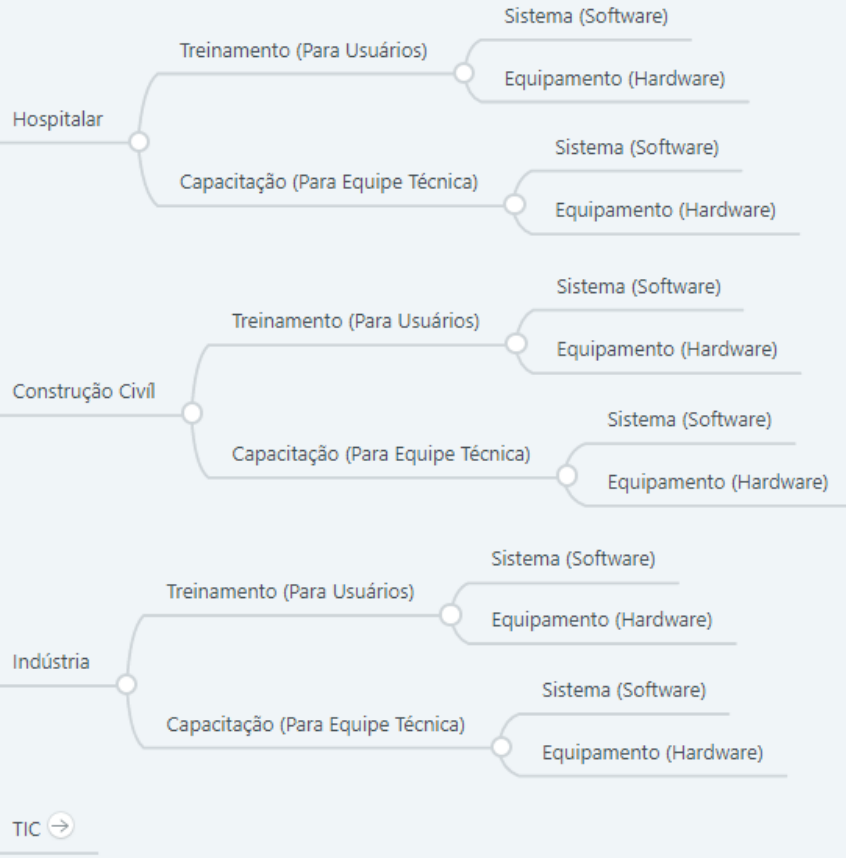 Sistema (Software)
Treinamento (Para Usuários)
Equipamento (Hardware)
Hospitalar
Sistema (Software)
Capacitação (Para Equipe Técnica)
Equipamento (Hardware)
Sistema (Software)
Treinamento (Para Usuários)
Equipamento (Hardware)
Construção Civíl
Sistema (Software)
Capacitação (Para Equipe Técnica)
Equipamento (Hardware)
Sistema (Software)
Treinamento (Para Usuários)
Equipamento (Hardware)
Indústria
Sistema (Software)
Capacitação (Para Equipe Técnica)
Equipamento (Hardware)
TIC